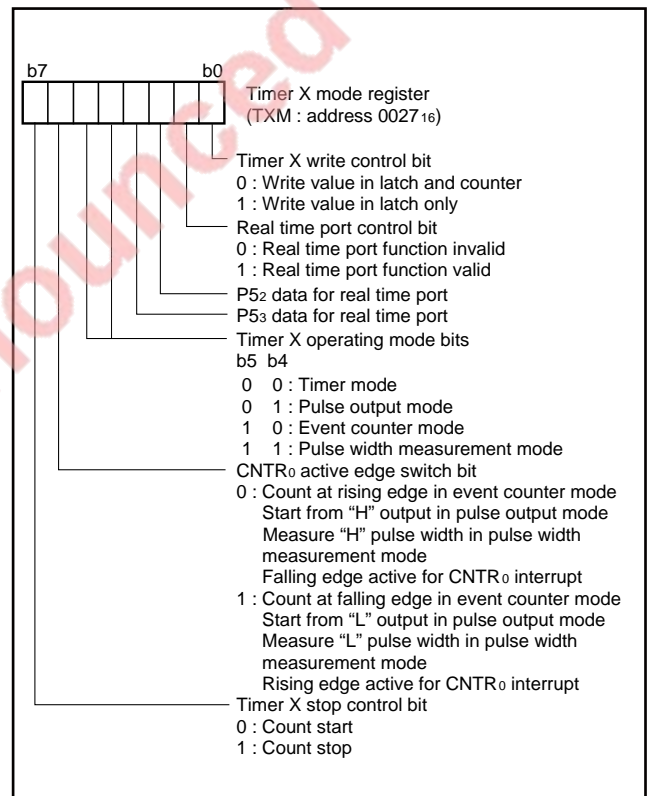 b7 b0
Timer X mode register
(TXM : address 002716)
Timer X write control bit
0 : Write value in latch and counter
1 : Write value in latch only
Real time port control bit
0 : Real time port function invalid
1 : Real time port function valid
P52 data for real time port
P53 data for real time port
Timer X operating mode bits
b5 b4
0 0 : Timer mode
0 1 : Pulse output mode
1 0 : Event counter mode
1 1 : Pulse width measurement mode
CNTR0 active edge switch bit
0 : Count at rising edge in event counter mode
Start from “H” output in pulse output mode
Measure “H” pulse width in pulse width
measurement mode
Falling edge active for CNTR0 interrupt
1 : Count at falling edge in event counter mode
Start from “L” output in pulse output mode
Measure “L” pulse width in pulse width
measurement mode
Rising edge active for CNTR0 interrupt
Timer X stop control bit
0 : Count start
1 : Count stop
ounced